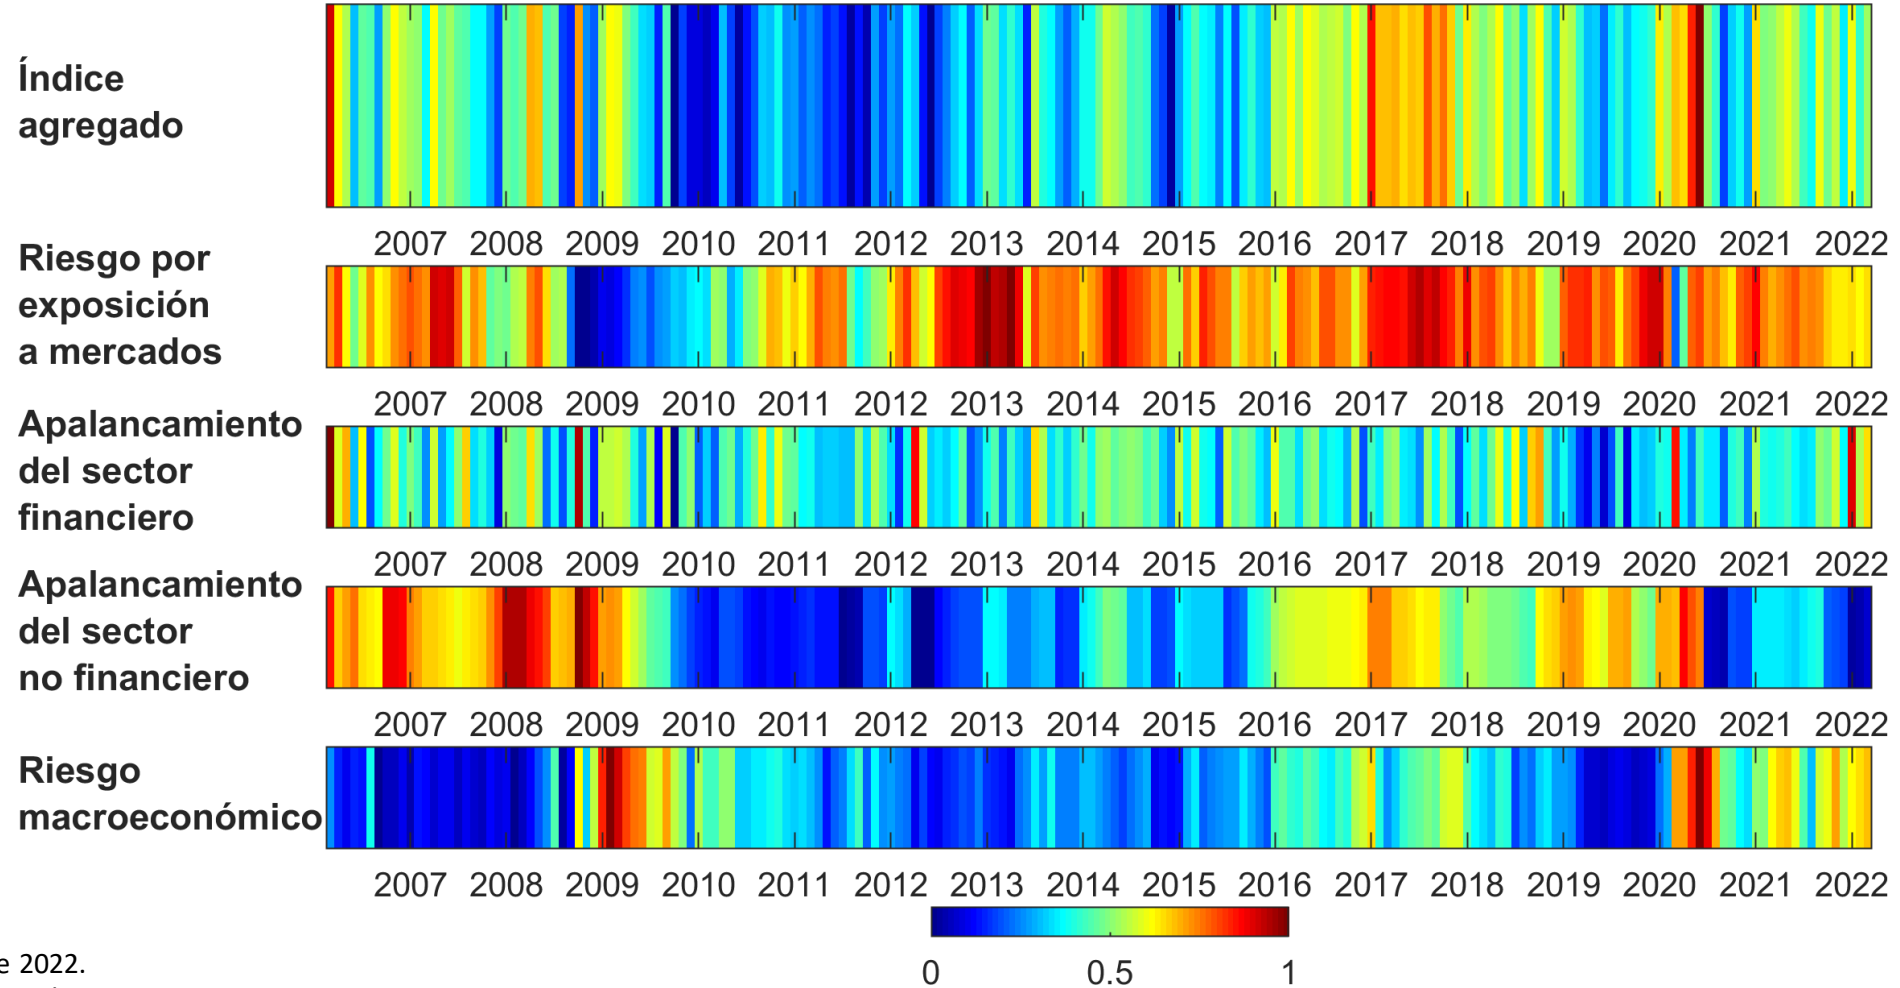 Índice
agregado
2007 2008 2009 2010 2011 2012 2013 2014 2015 2016 2017 2018 2019 2020 2021 2022
Riesgo por
exposición
a mercados
2007 2008 2009 2010 2011 2012 2013 2014 2015 2016 2017 2018 2019 2020 2021 2022
Apalancamiento
del sector
financiero
2007 2008 2009 2010 2011 2012 2013 2014 2015 2016 2017 2018 2019 2020 2021 2022
Apalancamiento
del sector
no financiero
2007 2008 2009 2010 2011 2012 2013 2014 2015 2016 2017 2018 2019 2020 2021 2022
Riesgo
macroeconómico
2007 2008 2009 2010 2011 2012 2013 2014 2015 2016 2017 2018 2019 2020 2021 2022
0 0.5 1
e 2022.